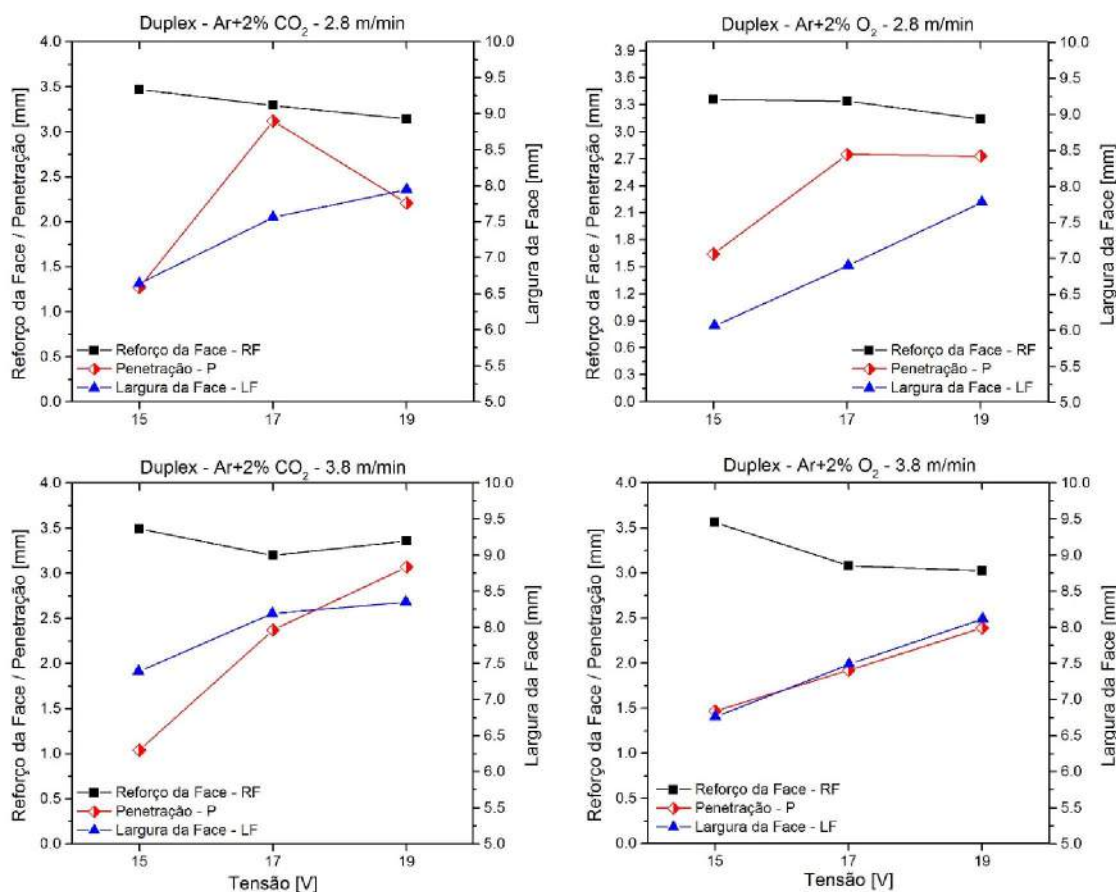 Duplex - Ar+2% CO₂ - 2.8 m/min
Reforço da Face / Penetração [mm]
4.0
3.5
3.0
2.5
2.0
1.5
1.0
0.5
0.0
10.0
9.5
9.0
8.5
8.0
7.5
7.0
6.5
6.0
5.5
5.0
Largura da Face [mm]
Reforço da Face - RF
Penetração - P
Largura da Face - LF
15 17 19
Duplex - Ar+2% O₂ - 2.8 m/min
Reforço da Face / Penetração [mm]
3.9
3.6
3.3
3.0
2.7
2.4
2.1
1.8
1.5
1.2
0.9
0.6
0.3
0.0
10.0
9.5
9.0
8.5
8.0
7.5
7.0
6.5
6.0
5.5
5.0
Largura da Face [mm]
Reforço da Face - RF
Penetração - P
Largura da Face - LF
15 17 19
Duplex - Ar+2% CO₂ - 3.8 m/min
Reforço da Face / Penetração [mm]
4.0
3.5
3.0
2.5
2.0
1.5
1.0
0.5
0.0
10.0
9.5
9.0
8.5
8.0
7.5
7.0
6.5
6.0
5.5
5.0
Largura da Face [mm]
Reforço da Face - RF
Penetração - P
Largura da Face - LF
15 17 19
Tensão [V]
Duplex - Ar+2% O₂ - 3.8 m/min
Reforço da Face / Penetração [mm]
4.0
3.5
3.0
2.5
2.0
1.5
1.0
0.5
0.0
10.0
9.5
9.0
8.5
8.0
7.5
7.0
6.5
6.0
5.5
5.0
Largura da Face [mm]
Reforço da Face - RF
Penetração - P
Largura da Face - LF
15 17 19
Tensão [V]